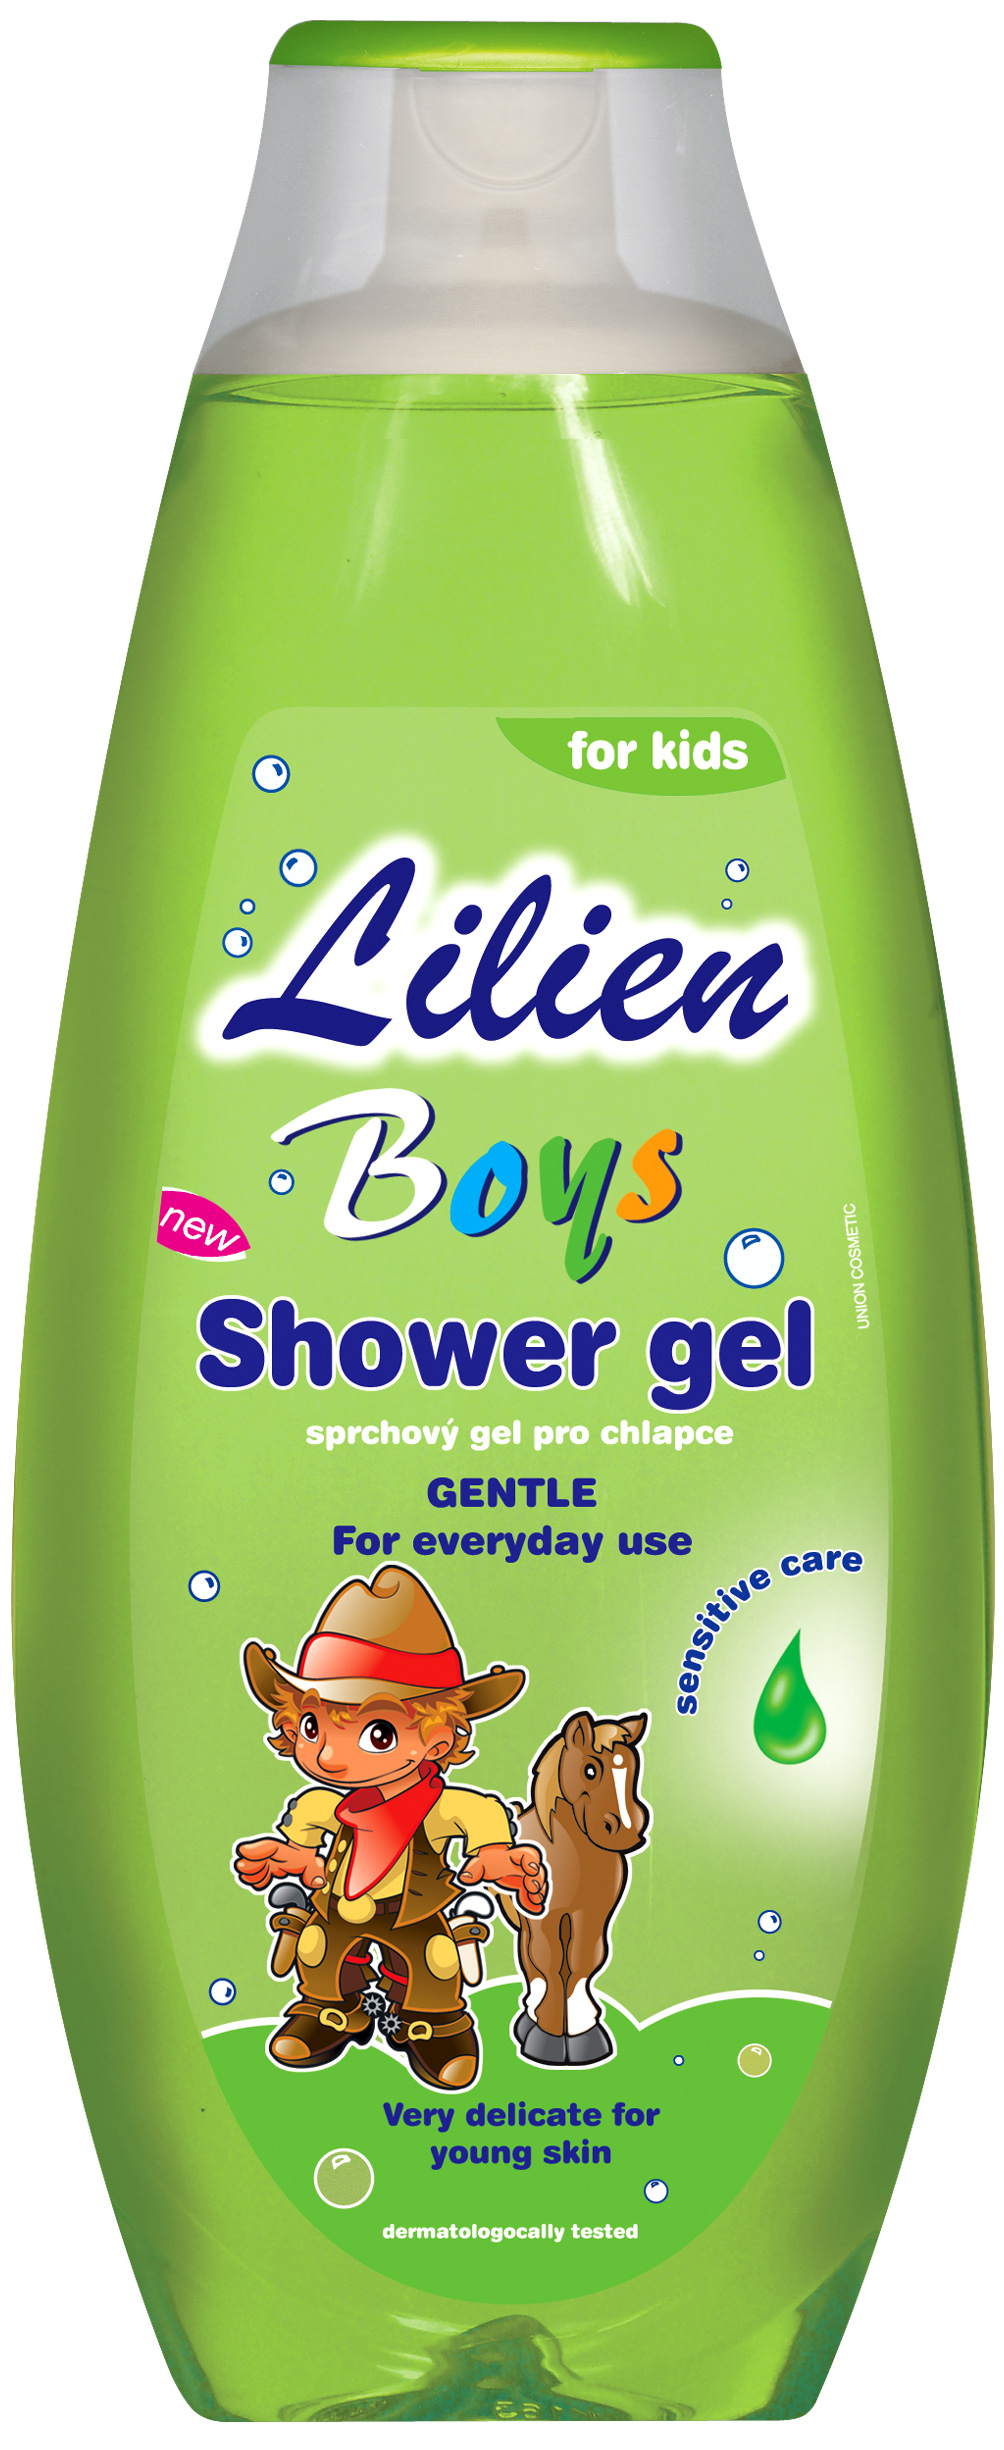 for kids
Lilien
Boys
new
UNION COSMETIC
Shower gel
sprchový gel pro chlapce
GENTLE
For everyday use
sensitive care
Very delicate for
young skin
dermatologocally tested